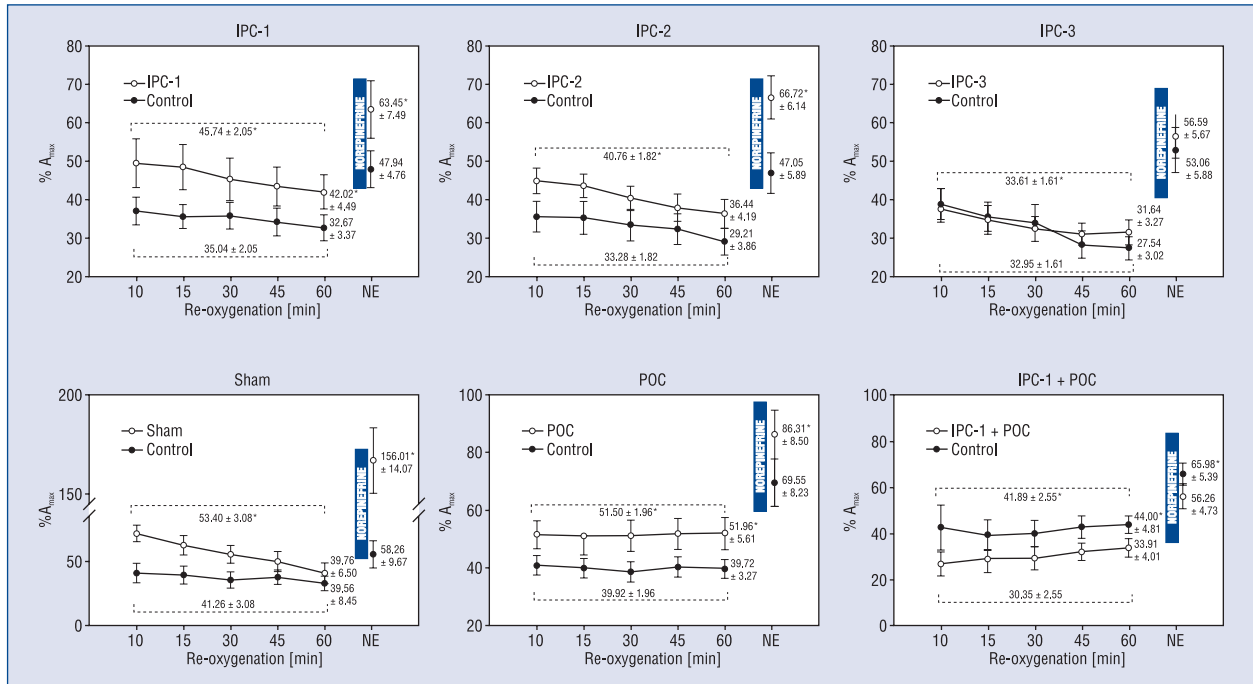 IPC-1
80
70
60
50
40
30
20
% Amax
IPC-1
Control
45.74 ± 2.05*
35.04 ± 2.05
42.02*
± 4.49
32,67
± 3.37
NOREPINEFRINE
63.45*
± 7.49
47,94
± 4.76
10 15 30 45 60 NE
Re-oxygenation [min]
IPC-2
80
70
60
50
40
30
20
% Amax
IPC-2
Control
40.76 ± 1.82*
33.28 ± 1.82
36.44
± 4.19
29,21
± 3.86
NOREPINEFRINE
66.72*
± 6.14
47.05
± 5.89
10 15 30 45 60 NE
Re-oxygenation [min]
IPC-3
80
70
60
50
40
30
20
% Amax
IPC-3
Control
33.61 ± 1.61*
32.95 ± 1.61
31,64
± 3.27
27.54
± 3.02
NOREPINEFRINE
56.59
± 5.67
53.06
± 5.88
10 15 30 45 60 NE
Re-oxygenation [min]
Sham
200
150
50
0
%Amax
Sham
Control
53.40 ± 3.08*
41.26 ± 3.08
39,76
± 6.50
39,56
± 8.45
NOREPINEFRINE
156.01*
± 14.07
58,26
± 9.67
10 15 30 45 60 NE
Re-oxygenation [min]
POC
100
80
60
40
20
% Amax
POC
Control
51.50 ± 1.96*
39.92 ± 1.96
51.96*
± 5.61
39,72
± 3.27
NOREPINEFRINE
86,31*
± 8.50
69.55
± 8,23
10 15 30 45 60 NE
Re-oxygenation [min]
IPC-1 + POC
100
80
60
40
20
0
% Amax
IPC-1 + POC
Control
41.89 ± 2.55*
30,35 ± 2.55
44,00*
± 4.81
33.91
± 4,01
NOREPINEFRINE
65,98*
± 5.39
56.26
± 4,73
10 15 30 45 60 NE
Re-oxygenation [min]